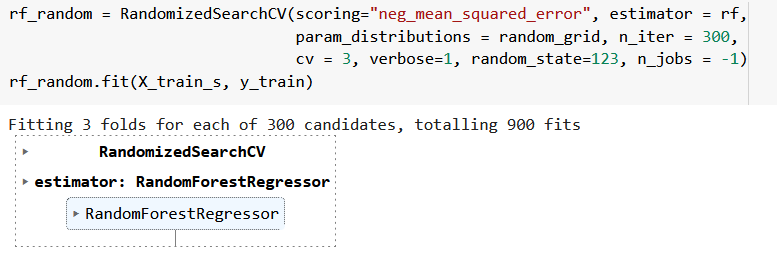 rf_random = RandomizedSearchCV(scoring="neg_mean_squared_error", estimator = rf,
param_distributions = random_grid, n_iter = 300,
cv = 3, verbose=1, random_state=123, n_jobs = -1)
rf_random.fit(X_train_s, y_train)
Fitting 3 folds for each of 300 candidates, totalling 900 fits
RandomizedSearchCV
estimator: RandomForestRegressor
RandomForestRegressor